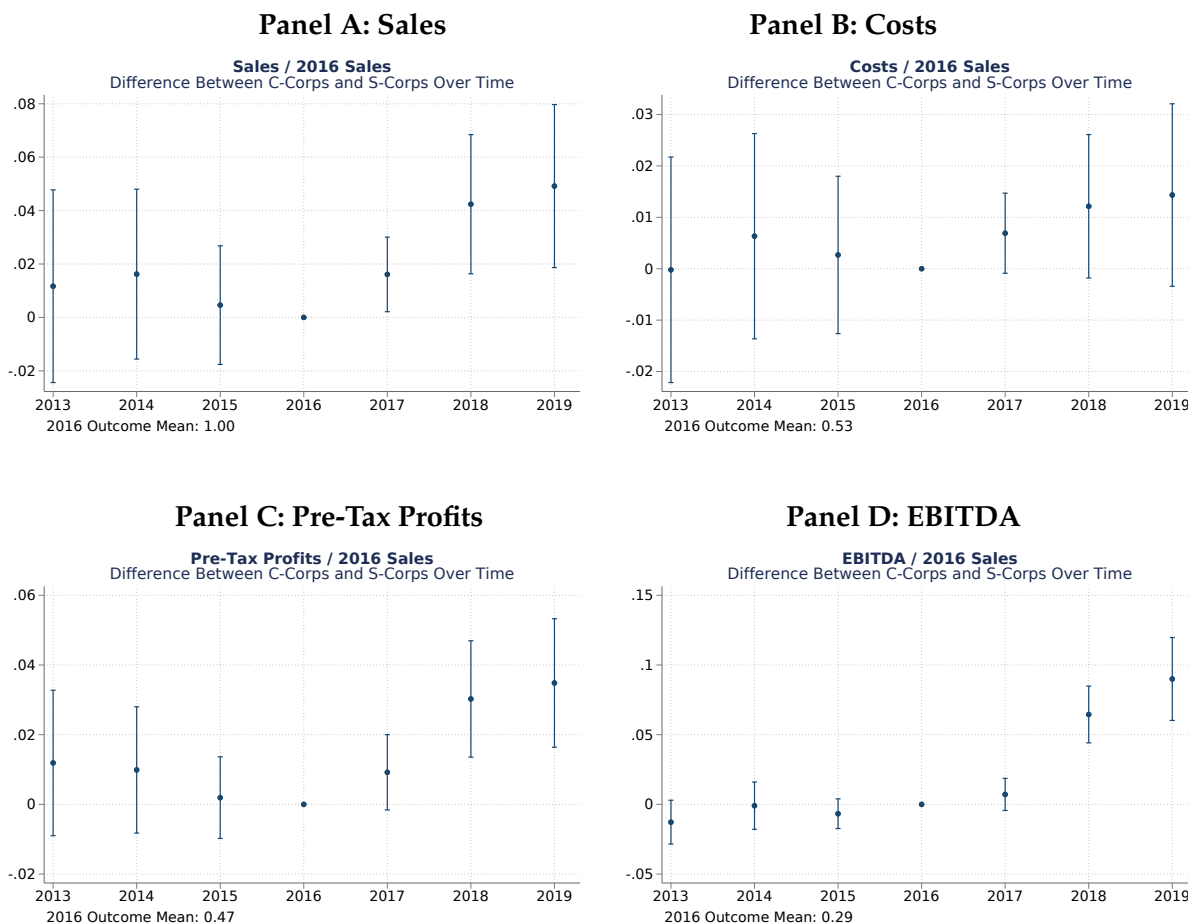 Panel A: Sales
Sales / 2016 Sales
Difference Between C-Corps and S-Corps Over Time
.08
.06
.04
.02
0
-.02
2013 2014 2015 2016 2017 2018 2019
2016 Outcome Mean: 1.00
Panel B: Costs
Costs / 2016 Sales
Difference Between C-Corps and S-Corps Over Time
.03
.02
.01
0
-.01
-.02
2013 2014 2015 2016 2017 2018 2019
2016 Outcome Mean: 0.53
Panel C: Pre-Tax Profits
Pre-Tax Profits / 2016 Sales
Difference Between C-Corps and S-Corps Over Time
.06
.04
.02
0
-.02
2013 2014 2015 2016 2017 2018 2019
2016 Outcome Mean: 0.47
Panel D: EBITDA
EBITDA / 2016 Sales
Difference Between C-Corps and S-Corps Over Time
.15
.1
.05
0
-.05
2013 2014 2015 2016 2017 2018 2019
2016 Outcome Mean: 0.29